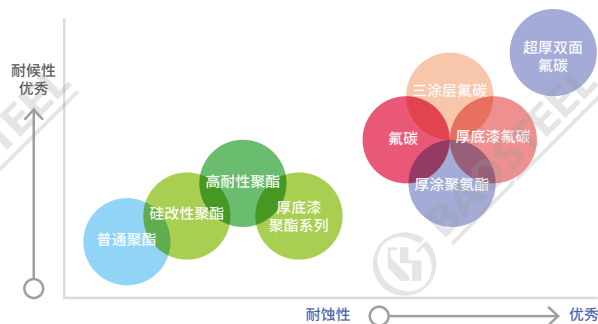 超厚双面
氟碳
耐候性
优秀
三涂层氟碳
氟碳
厚底漆氟碳
高耐性聚酯
厚涂聚氨酯
硅改性聚酯
厚底漆
聚酯系列
普通聚酯
耐蚀性
优秀
BAOSTEEL